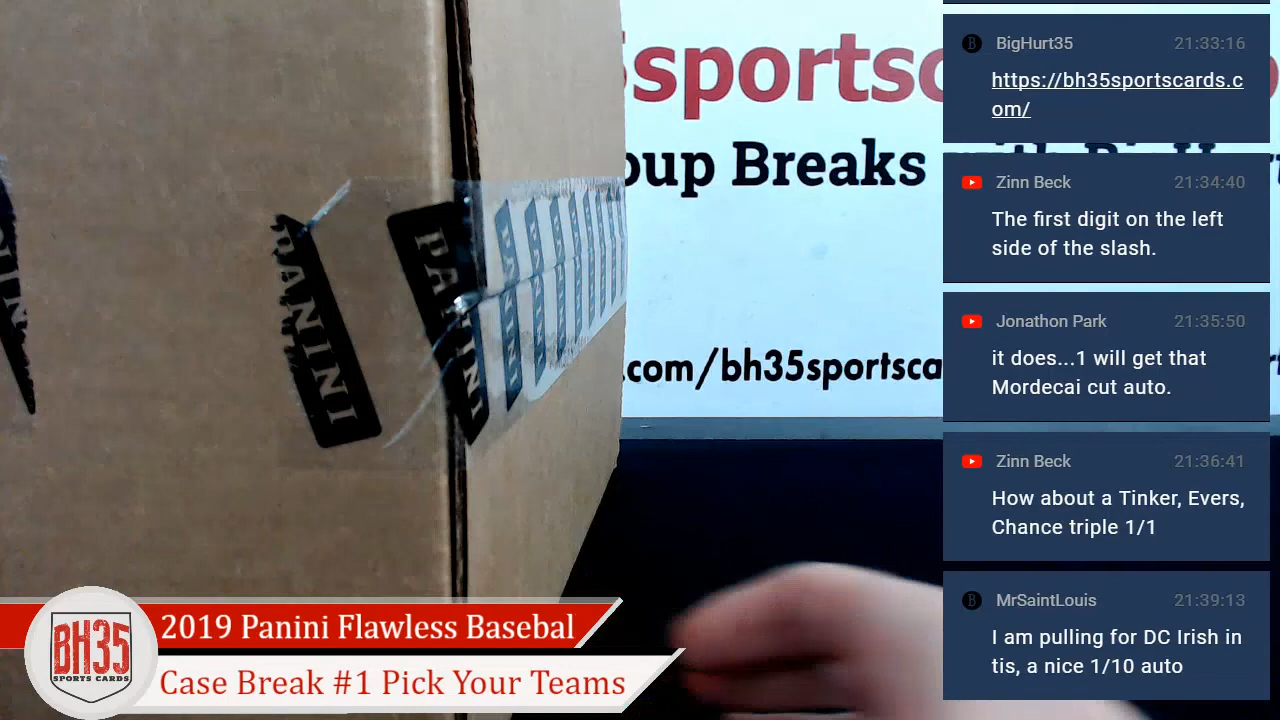 5sportsc
oup Breaks
.com/bh35sportsca
PANINI
PANINI
PANINI
PANINI
BH35
SPORTS CARDS
2019 Panini Flawless Basebal
Case Break #1 Pick Your Teams
BigHurt35 21:33:16
https://bh35sportscards.c
om/
Zinn Beck 21:34:40
The first digit on the left
side of the slash.
Jonathon Park 21:35:50
it does...1 will get that
Mordecai cut auto.
Zinn Beck 21:36:41
How about a Tinker, Evers,
Chance triple 1/1
MrSaintLouis 21:39:13
I am pulling for DC Irish in
tis, a nice 1/10 auto